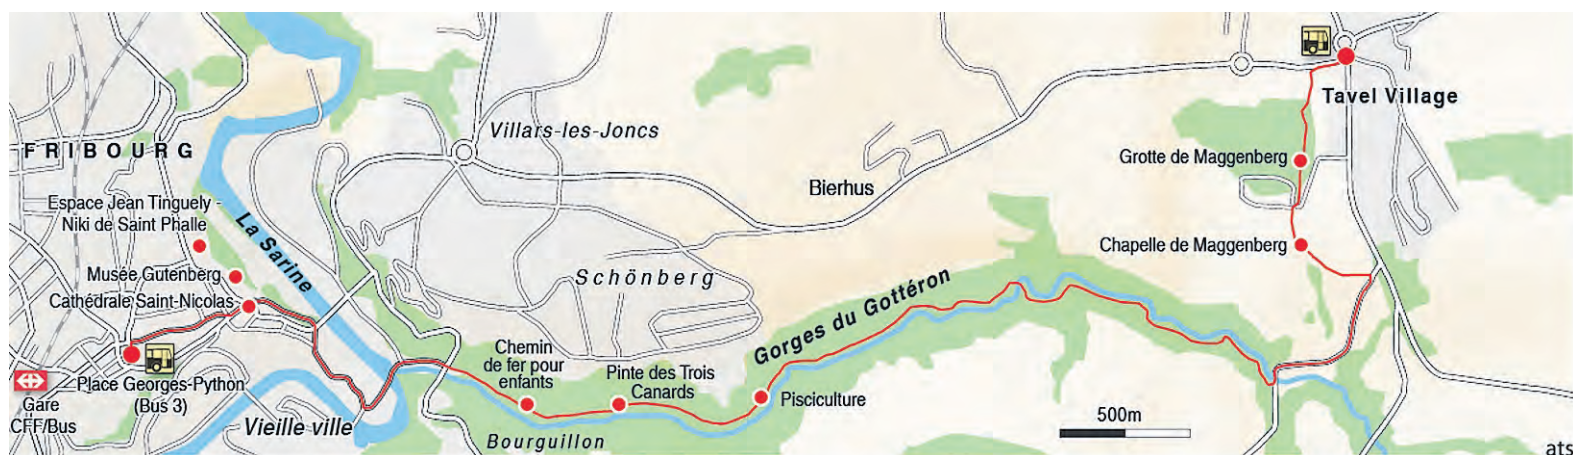 FRIBOURG
Espace Jean Tinguely -
Niki de Saint Phalle
Musée Gutenberg
Cathédrale Saint-Nicolas
Place Georges-Python
(Bus 3)
Gare
CFF/Bus
La Sarine
Vieille ville
Villars-les-Joncs
Schönberg
Bierhus
Chemin
de fer pour
enfants
Pinte des Trois
Canards
Bourguillon
Gorges du Gottéron
Pisciculture
Tavel Village
Grotte de Maggenberg
Chapelle de Maggenberg
500m
ats